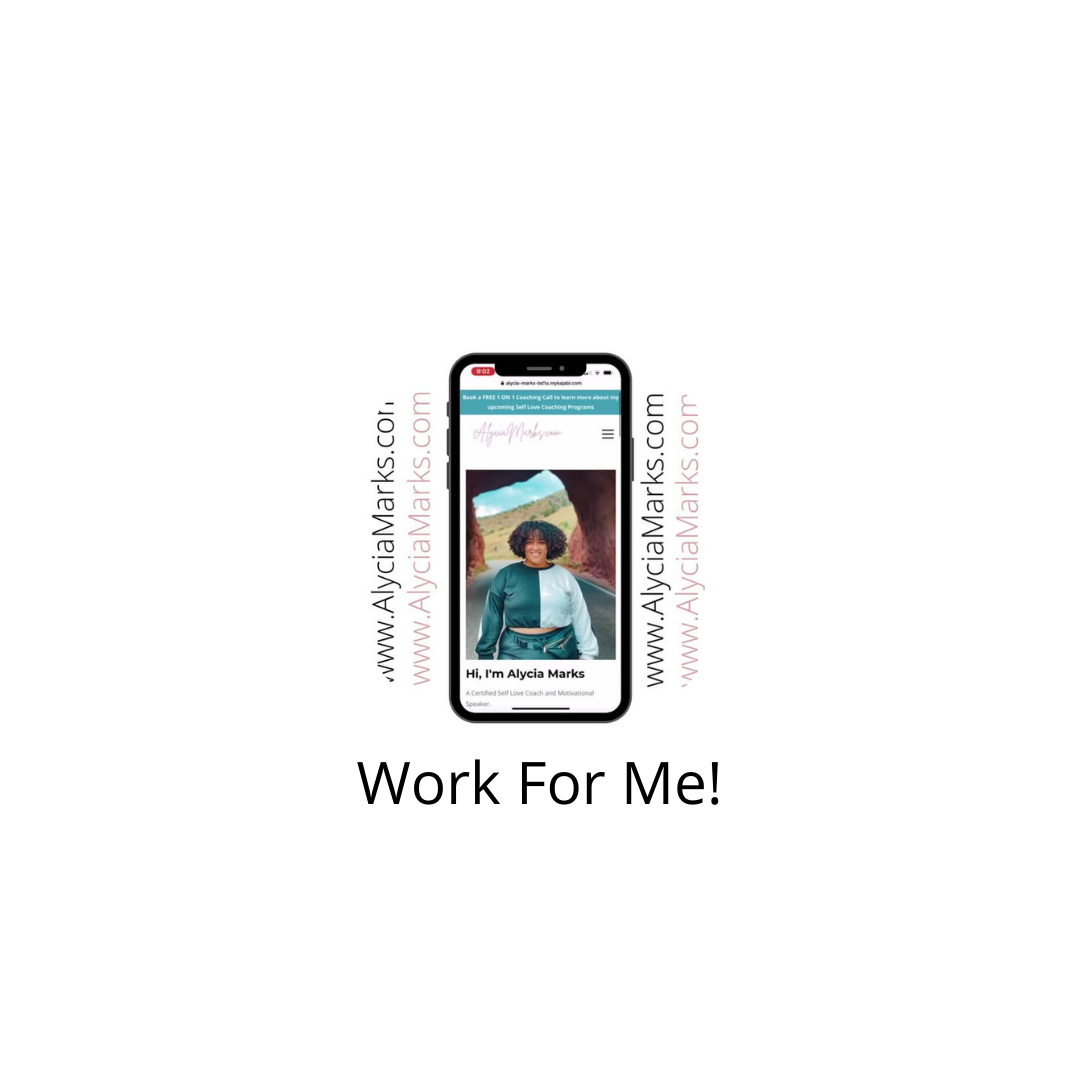 www.AlyciaMarks.com
www.AlyciaMarks.com
9:02
alycia-marks-bd1a.mykajabi.com
Book a FREE 1 ON 1 Coaching Call to learn more about my
upcoming Self Love Coaching Programs
AlyciaMarks.com
Hi, I'm Alycia Marks
A Certified Self Love Coach and Motivational
Speaker.
www.AlyciaMarks.com
www.AlyciaMarks.com
Work For Me!